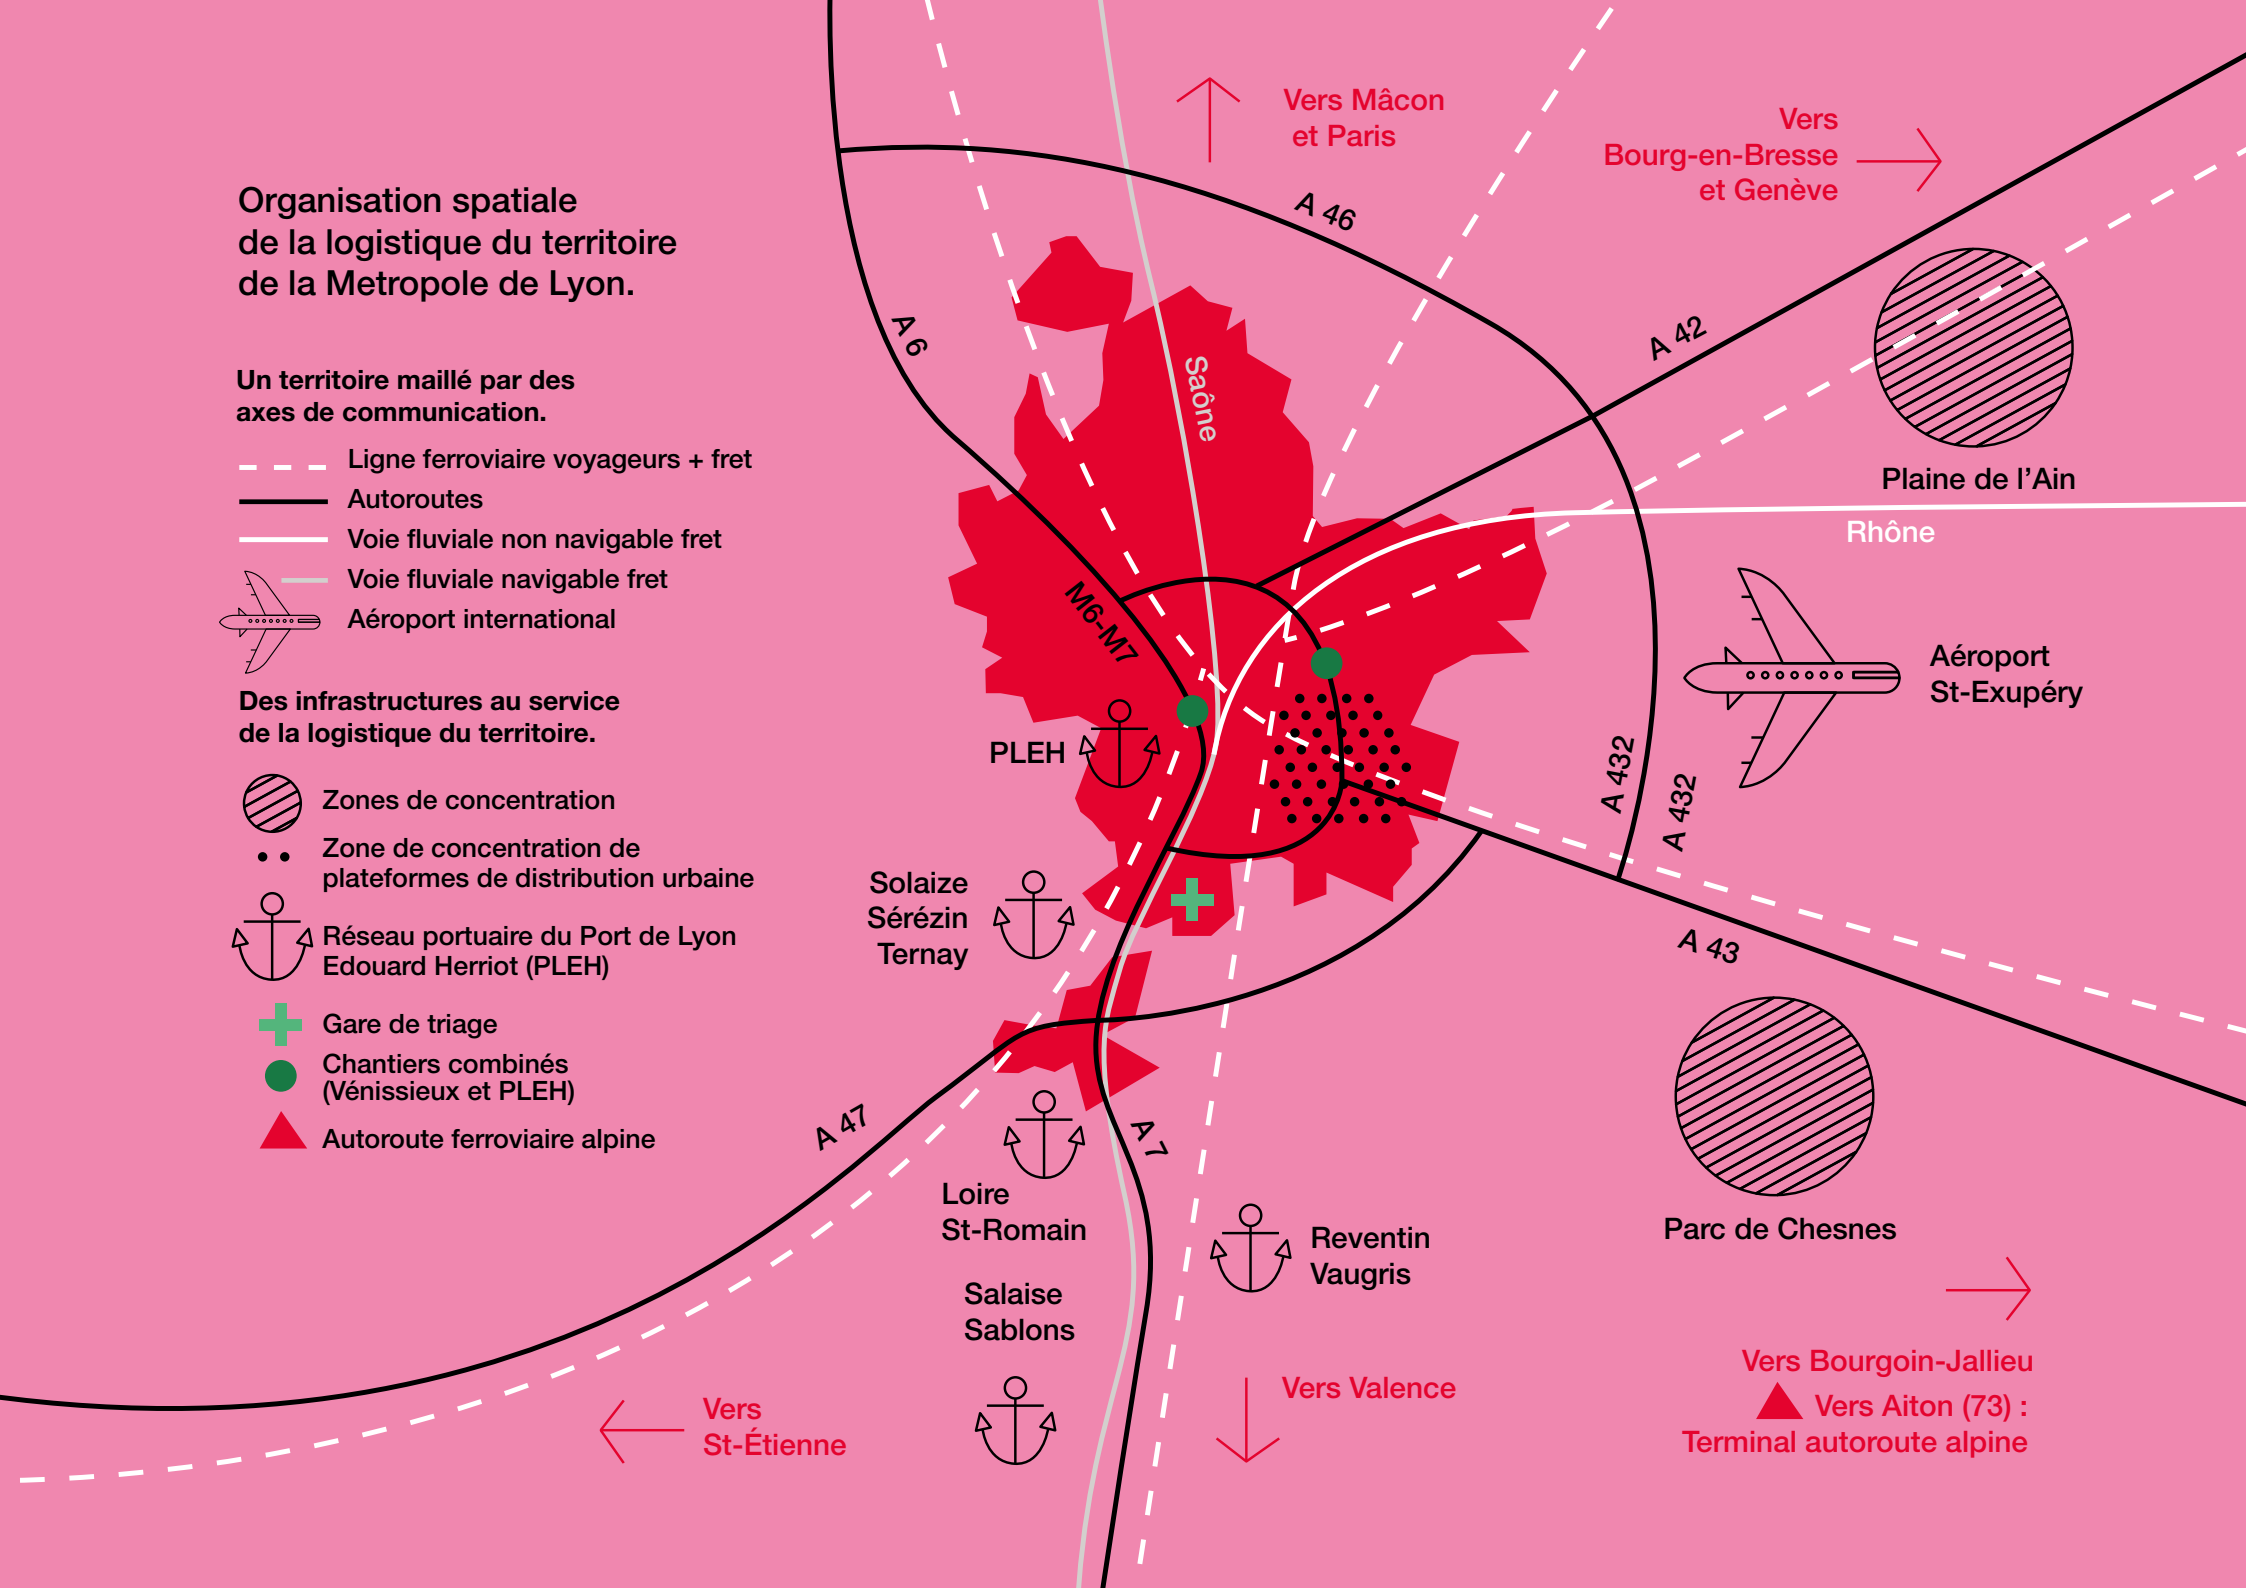 Organisation spatiale
de la logistique du territoire
de la Metropole de Lyon.
Un territoire maillé par des
axes de communication.
Ligne ferroviaire voyageurs + fret
Autoroutes
Voie fluviale non navigable fret
Voie fluviale navigable fret
Aéroport international
Des infrastructures au service
de la logistique du territoire.
Zones de concentration
Zone de concentration de
plateformes de distribution urbaine
Réseau portuaire du Port de Lyon
Edouard Herriot (PLEH)
Gare de triage
Chantiers combinés
(Vénissieux et PLEH)
Autoroute ferroviaire alpine
Vers Mâcon
et Paris
Vers
Bourg-en-Bresse
et Genève
A 46
A 6
A 42
Saône
Plaine de l’Ain
Rhône
M6-M7
Aéroport
St-Exupéry
PLEH
A 432
A 432
Solaize
Sérézin
Ternay
A 43
A 47
A 7
Loire
St-Romain
Reventin
Vaugris
Parc de Chesnes
Salaise
Sablons
Vers Valence
Vers
St-Étienne
Vers Bourgoin-Jallieu
Vers Aiton (73) :
Terminal autoroute alpine